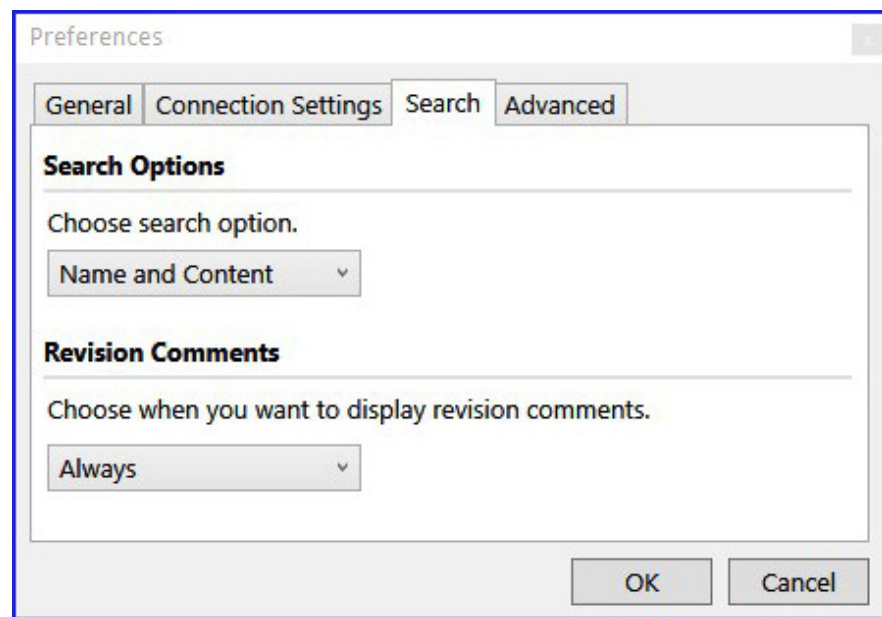 Preferences
General Connection Settings Search Advanced
Search Options
Choose search option.
Name and Content
Revision Comments
Choose when you want to display revision comments.
Always
OK Cancel